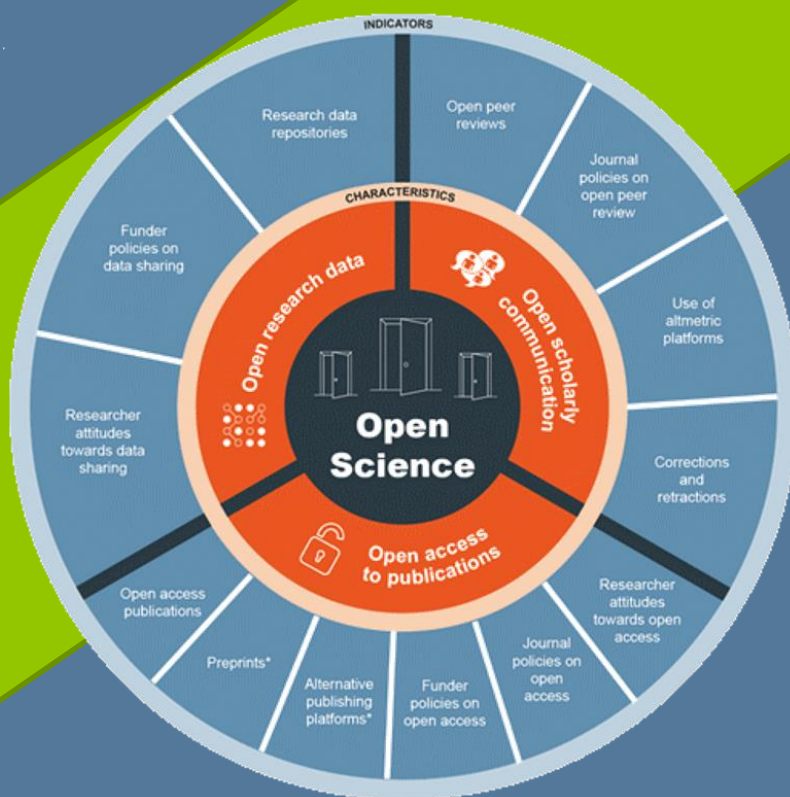 INDICATORS
Research data
repositories
Open peer
reviews
Journal
policies on
open peer
review
Funder
policies on
data sharing
CHARACTERISTICS
Open research data
Open scholarly
communication
Use of
altmetric
platforms
Researcher
attitudes
towards data
sharing
Open
Science
Corrections
and
retractions
Open access
to publications
Open access
publications
Preprints*
Alternative
publishing
platforms*
Funder
policies on
open access
Journal
policies on
open
access
Researcher
attitudes
towards open
access